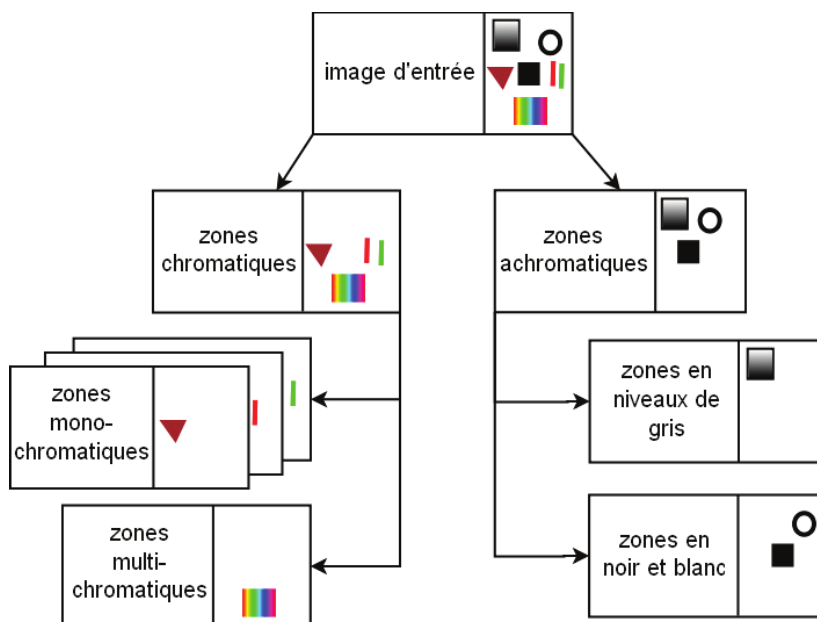 image d'entrée
zones
chromatiques
zones
achromatiques
zones
mono-
chromatiques
zones en
niveaux de
gris
zones
multi-
chromatiques
zones en
noir et blanc